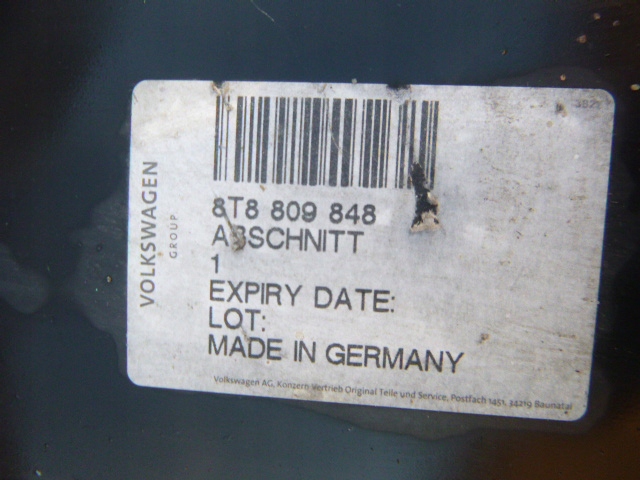 3827
8T8 809 848
ABSCHNITT
1
EXPIRY DATE:
LOT:
MADE IN GERMANY
Volkswagen AG, Konzern Vertrieb Original Teile und Service, Postfach 1451, 34219 Baunatal
VOLKSWAGEN
GROUP